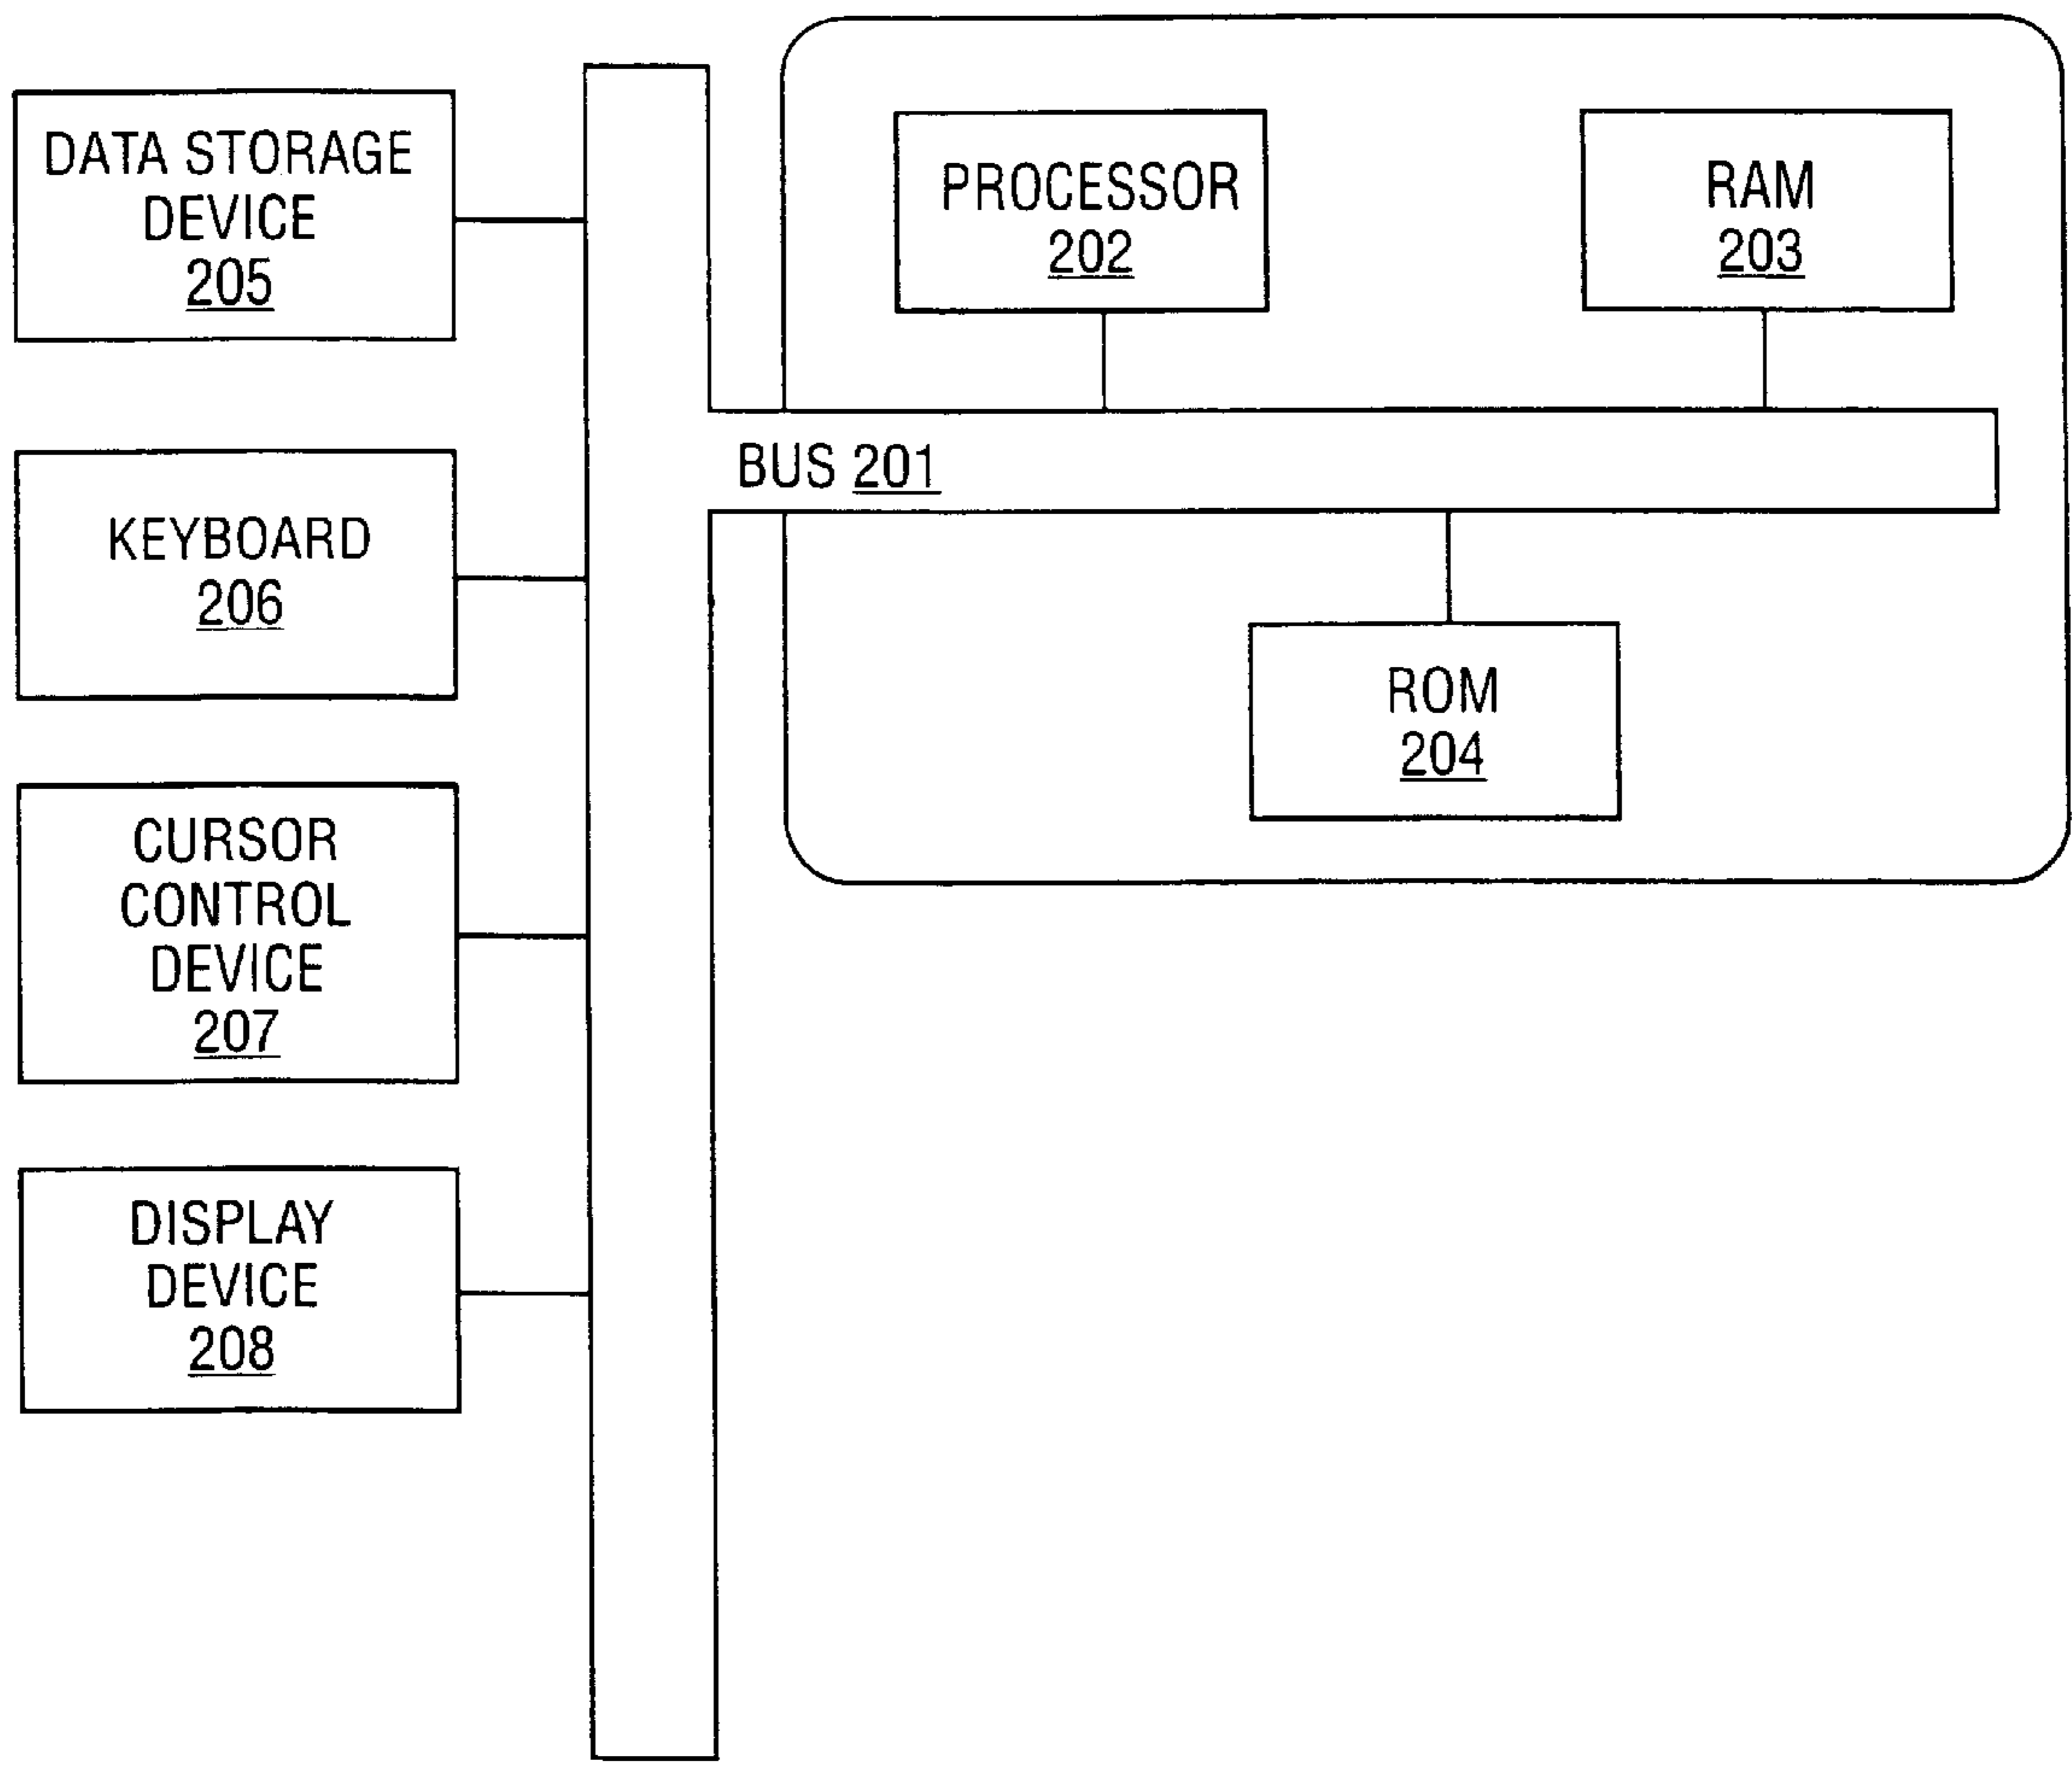 DATA STORAGE
DEVICE
205
PROCESSOR
202
RAM
203
BUS 201
KEYBOARD
206
ROM
204
CURSOR
CONTROL
DEVICE
207
DISPLAY
DEVICE
208